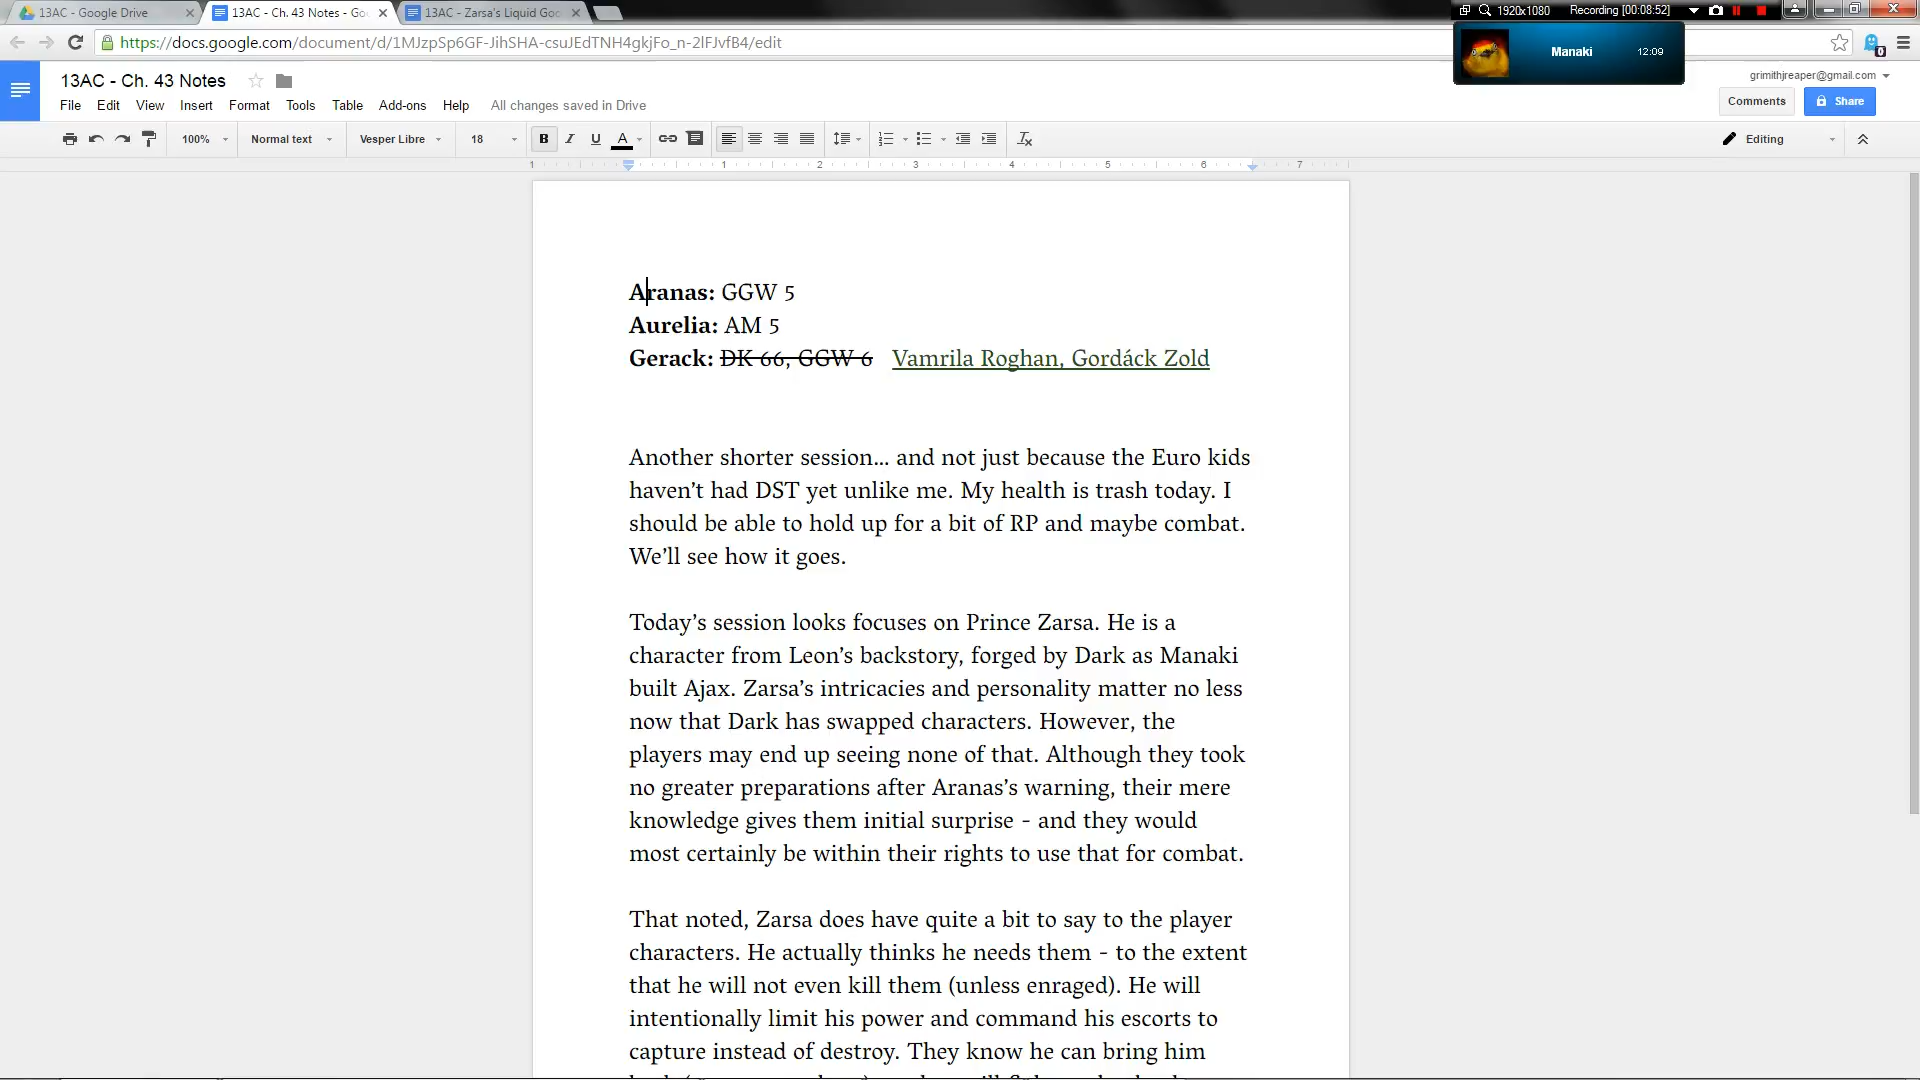 13AC - Google Drive
13AC - Ch. 43 Notes - Go
13AC - Zarsa's Liquid Goo
1920x1080
Recording [00:08:52]
https://docs.google.com/document/d/1MJzpSp6GF-JihSHA-csuJEdTNH4gkjFo_n-2lFJvfB4/edit
Manaki
12:09
0
13AC - Ch. 43 Notes
grimithjreaper@gmail.com
File Edit View Insert Format Tools Table Add-ons Help All changes saved in Drive
Comments
Share
100% Normal text Vesper Libre 18 B I U A
Editing
1 1 2 3 4 5 6 7
Aranas: GGW 5
Aurelia: AM 5
Gerack: DK 66, GGW 6 Vamrila Roghan, Gordáck Zold
Another shorter session... and not just because the Euro kids
haven't had DST yet unlike me. My health is trash today. I
should be able to hold up for a bit of RP and maybe combat.
We'll see how it goes.
Today's session looks focuses on Prince Zarsa. He is a
character from Leon's backstory, forged by Dark as Manaki
built Ajax. Zarsa's intricacies and personality matter no less
now that Dark has swapped characters. However, the
players may end up seeing none of that. Although they took
no greater preparations after Aranas's warning, their mere
knowledge gives them initial surprise - and they would
most certainly be within their rights to use that for combat.
That noted, Zarsa does have quite a bit to say to the player
characters. He actually thinks he needs them - to the extent
that he will not even kill them (unless enraged). He will
intentionally limit his power and command his escorts to
capture instead of destroy. They know he can bring him